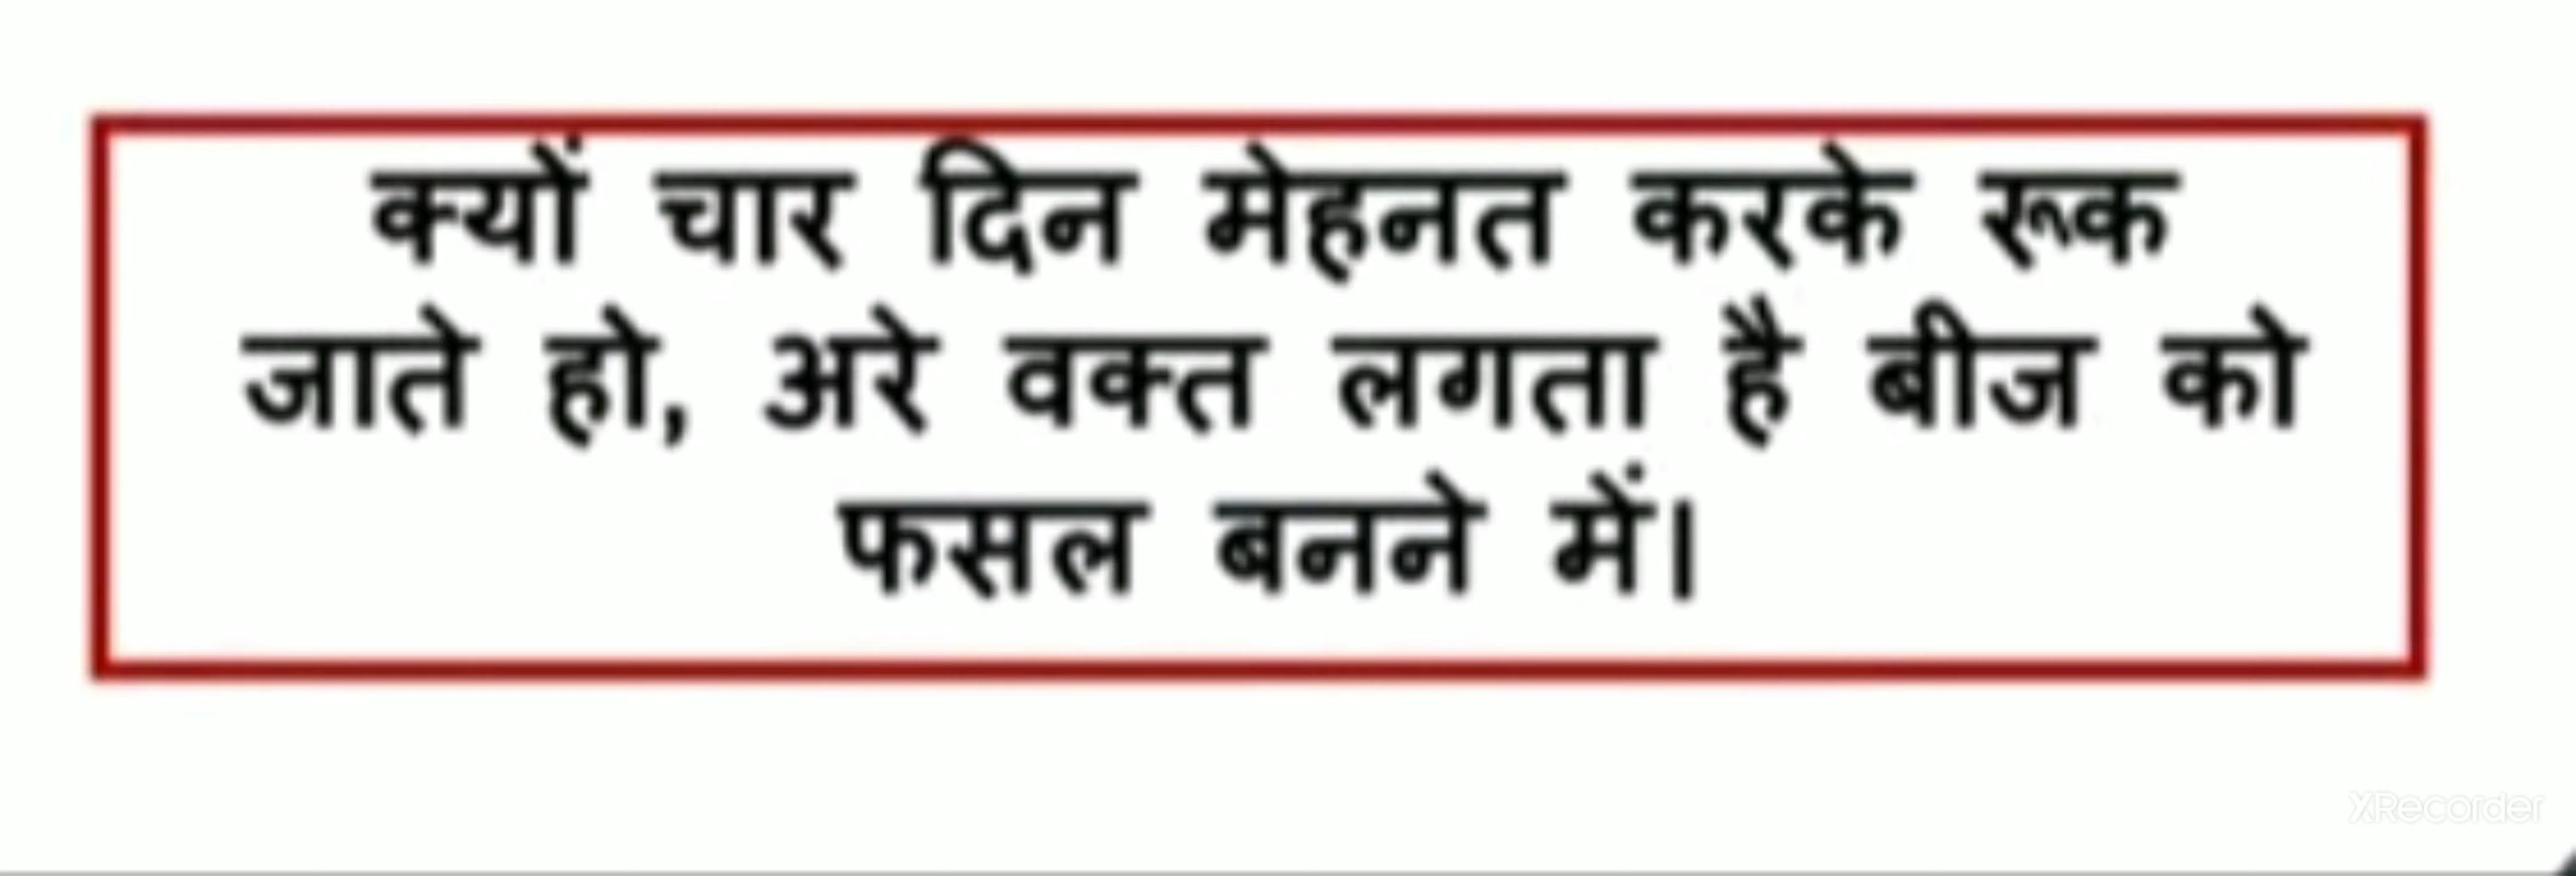 क्यों चार दिन मेहनत करके रूक
जाते हो, अरे वक्त लगता है बीज को
फसल बनने में।
XRecorder